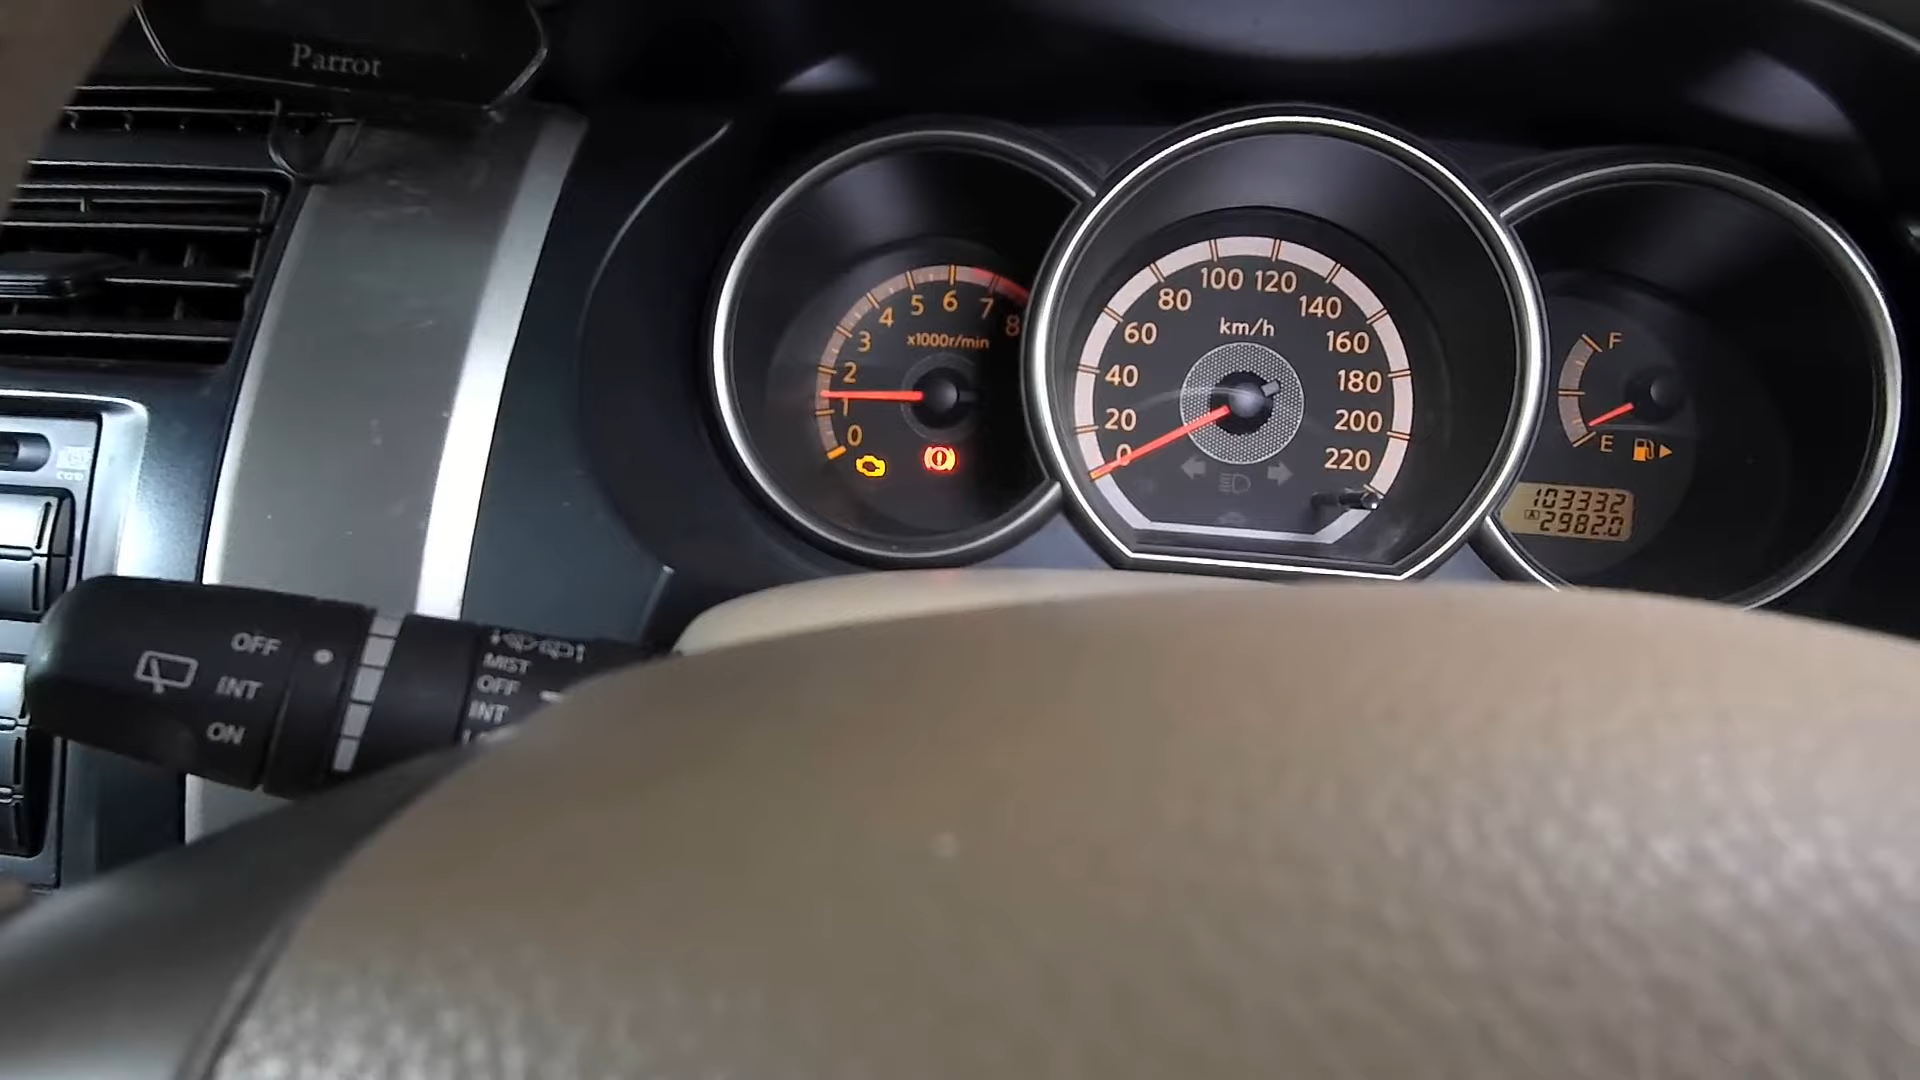 Parrot
0 1 2 3 4 5 6 7 8
x1000r/min
0 20 40 60 80 100 120 140 160 180 200 220
km/h
F
E
103332
A 2982.0
OFF
INT
ON
MIST
OFF
INT